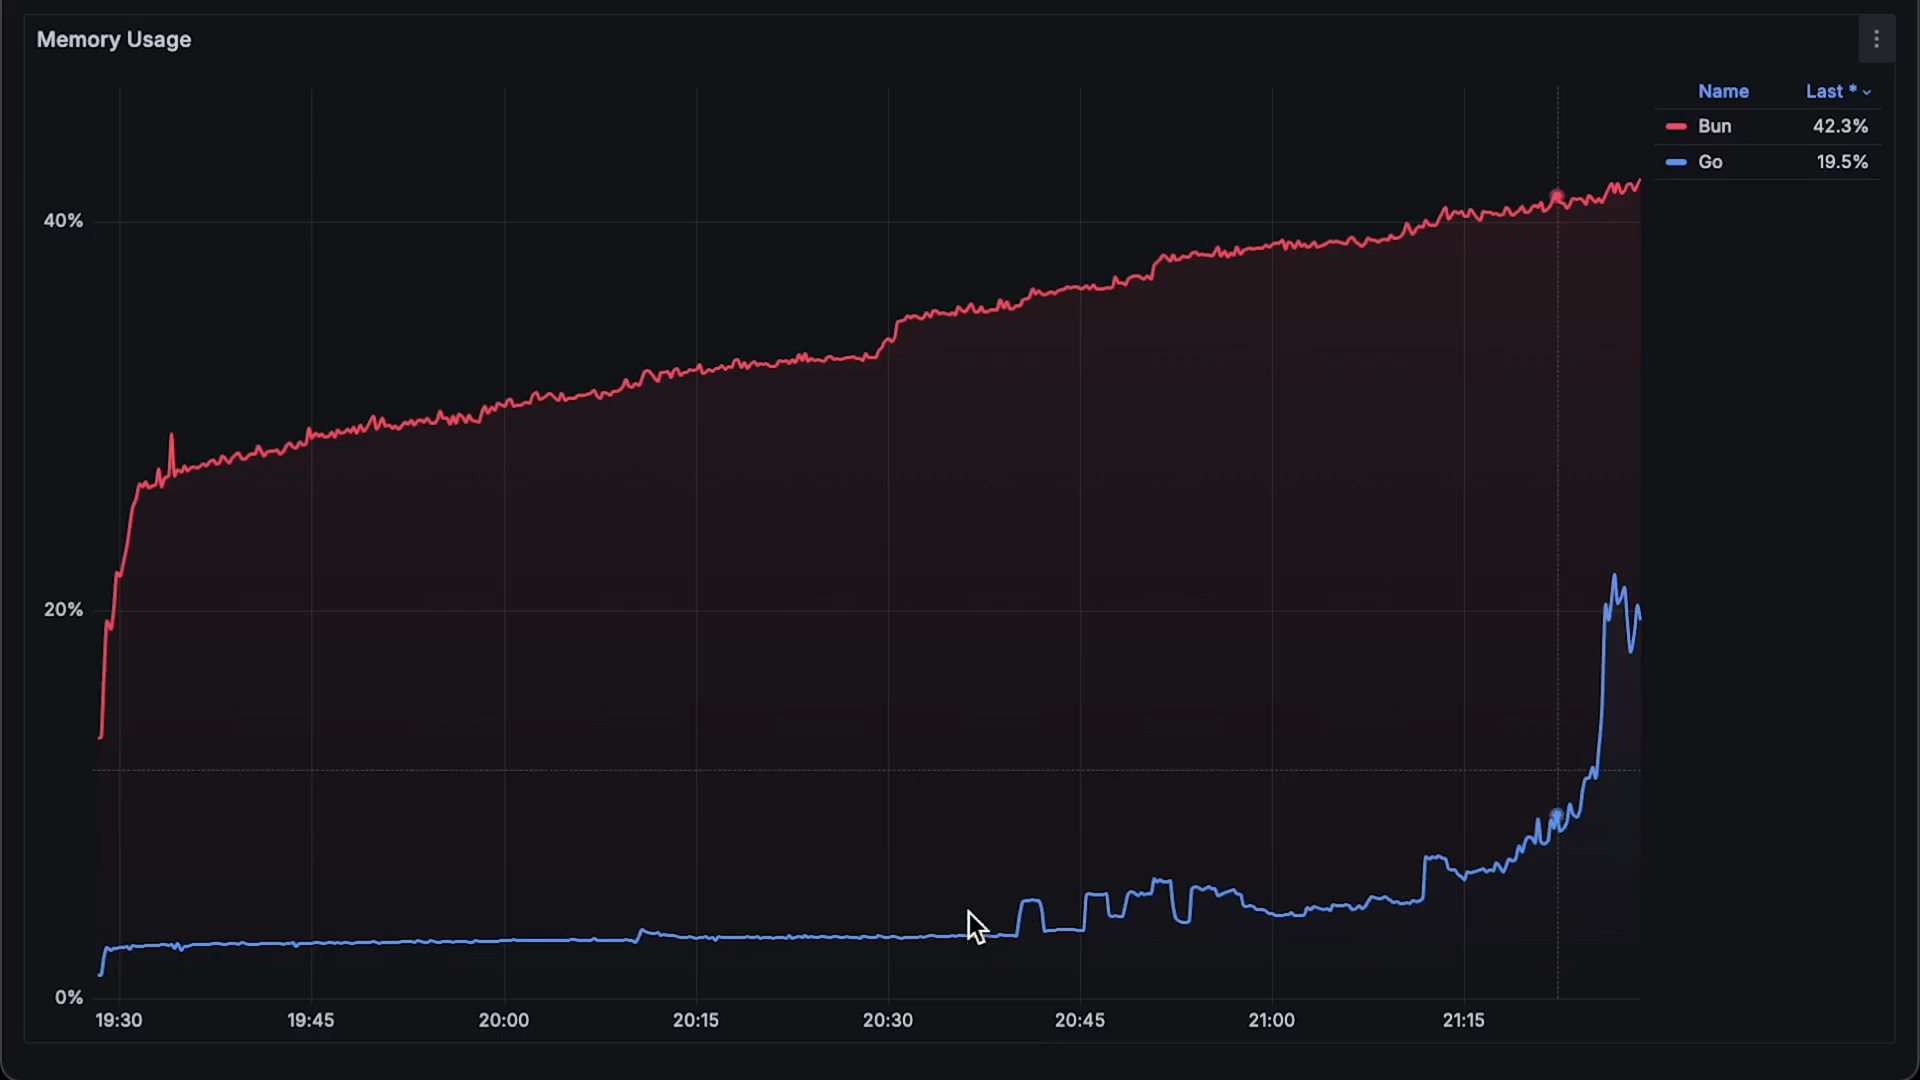 Memory Usage
Name Last *
Bun 42.3%
Go 19.5%
40%
20%
0%
19:30 19:45 20:00 20:15 20:30 20:45 21:00 21:15